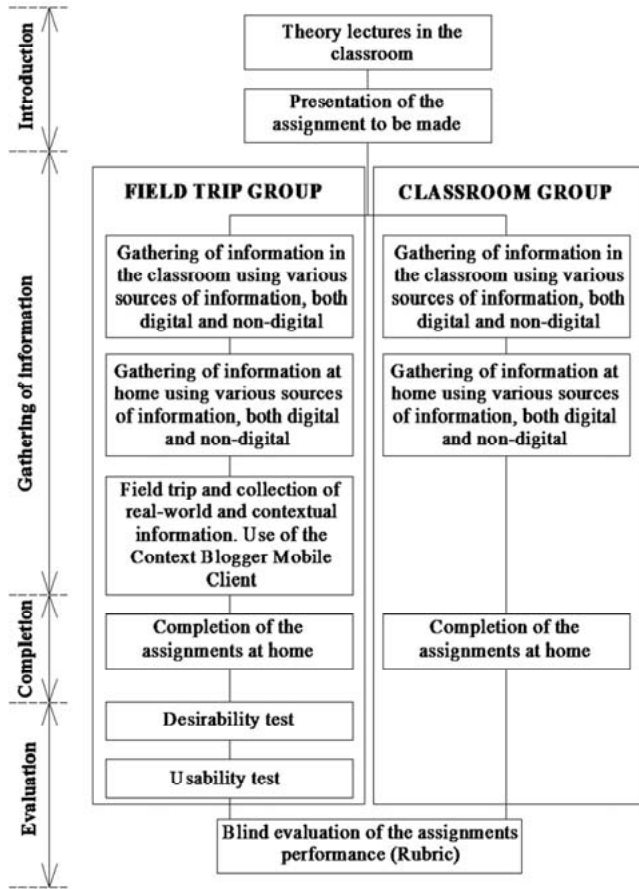 Introduction
Theory lectures in the
classroom
Presentation of the
assignment to be made
Gathering of information
FIELD TRIP GROUP
Gathering of information in
the classroom using various
sources of information, both
digital and non-digital
Gathering of information at
home using various sources
of information, both digital
and non-digital
Field trip and collection of
real-world and contextual
information. Use of the
Context Blogger Mobile
Client
CLASSROOM GROUP
Gathering of information in
the classroom using various
sources of information, both
digital and non-digital
Gathering of information at
home using various sources
of information, both digital
and non-digital
Completion
Completion of the
assignments at home
Completion of the
assignments at home
Evaluation
Desirability test
Usability test
Blind evaluation of the assignments
performance (Rubric)